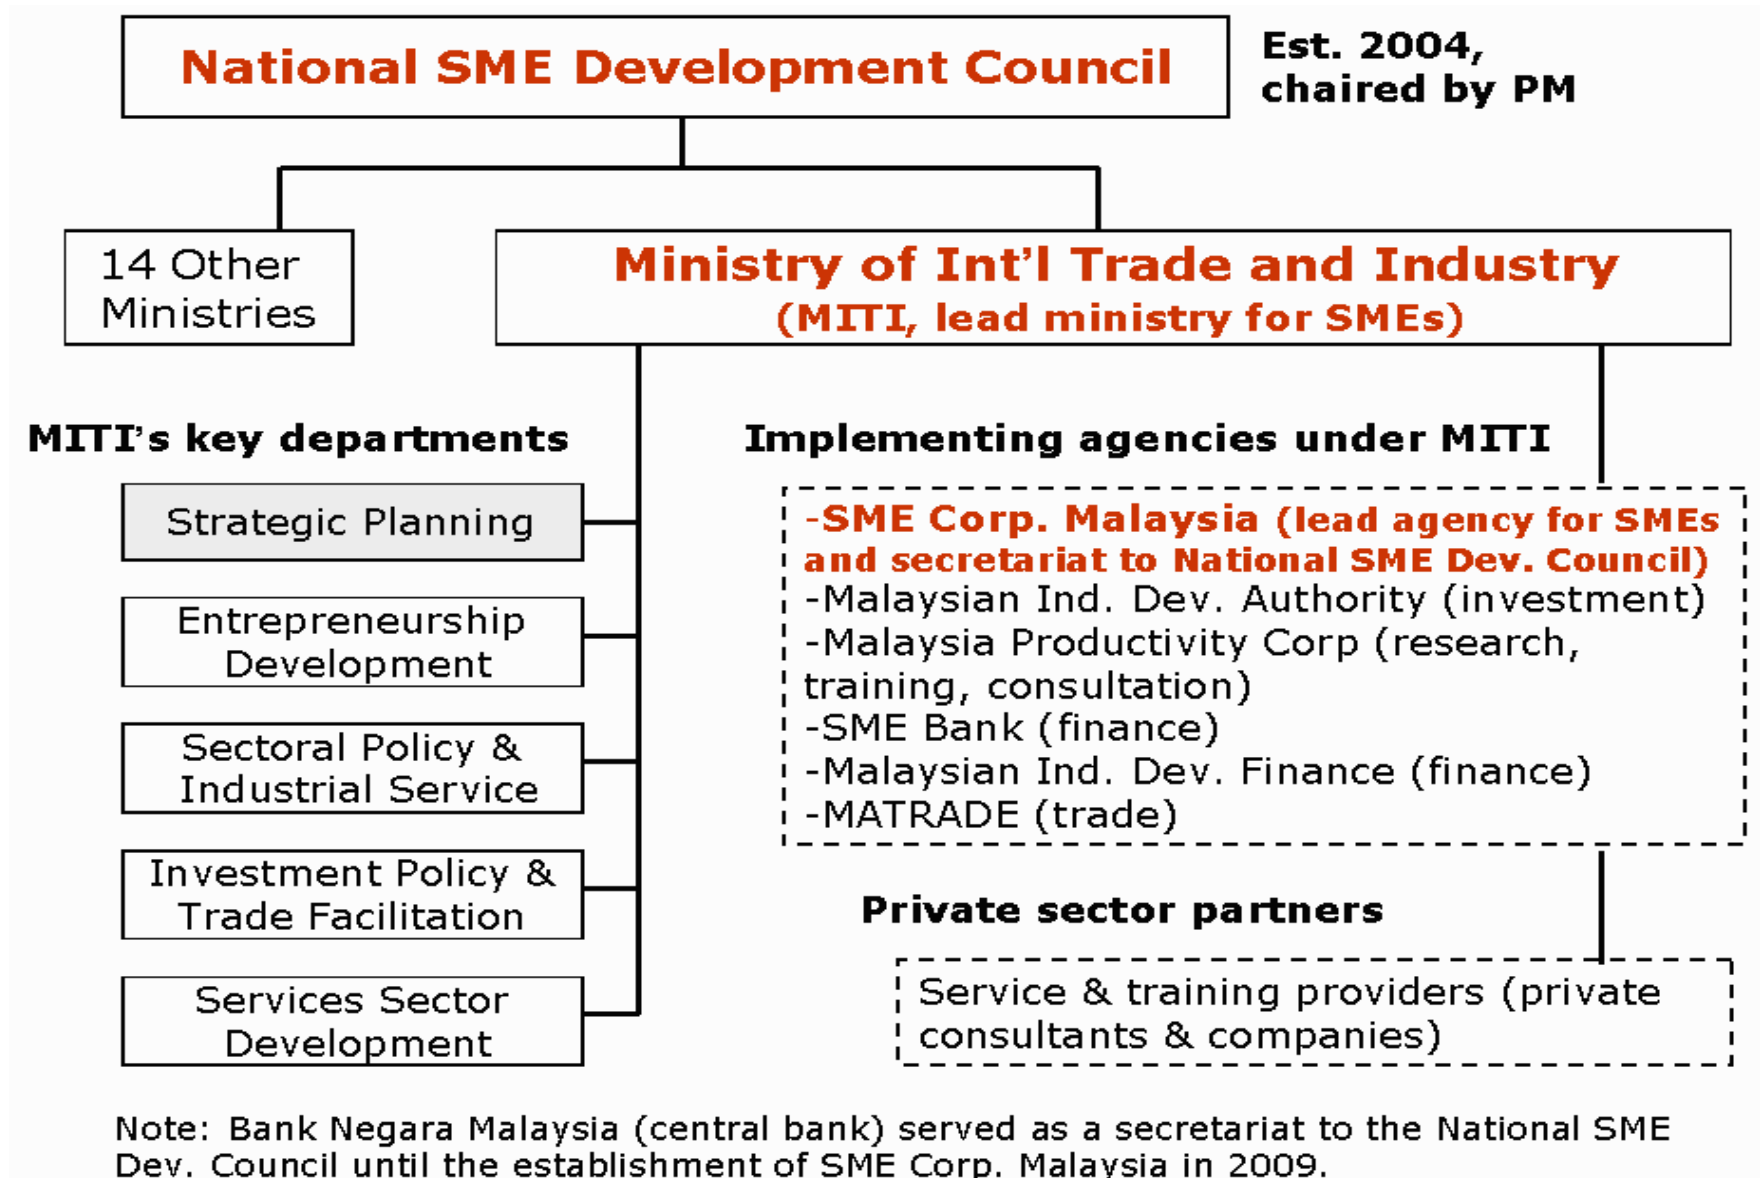 National SME Development Council
Est. 2004,
chaired by PM
14 Other
Ministries
Ministry of Int’l Trade and Industry
(MITI, lead ministry for SMEs)
MITI’s key departments
Strategic Planning
Entrepreneurship
Development
Sectoral Policy &
Industrial Service
Investment Policy &
Trade Facilitation
Services Sector
Development
Implementing agencies under MITI
-SME Corp. Malaysia (lead agency for SMEs
and secretariat to National SME Dev. Council)
-Malaysian Ind. Dev. Authority (investment)
-Malaysia Productivity Corp (research,
training, consultation)
-SME Bank (finance)
-Malaysian Ind. Dev. Finance (finance)
-MATRADE (trade)
Private sector partners
Service & training providers (private
consultants & companies)
Note: Bank Negara Malaysia (central bank) served as a secretariat to the National SME
Dev. Council until the establishment of SME Corp. Malaysia in 2009.